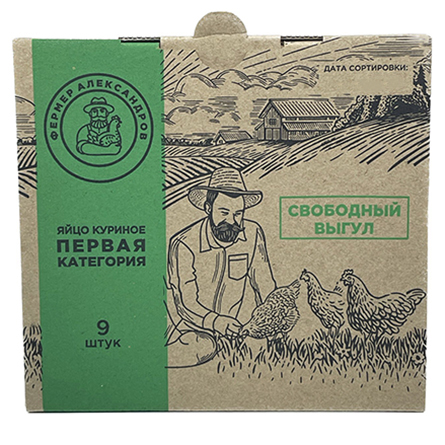 ФЕРМЕР АЛЕКСАНДРОВ
ЯЙЦО КУРИНОЕ
ПЕРВАЯ
КАТЕГОРИЯ
9
ШТУК
ДАТА СОРТИРОВКИ:
СВОБОДНЫЙ
ВЫГУЛ